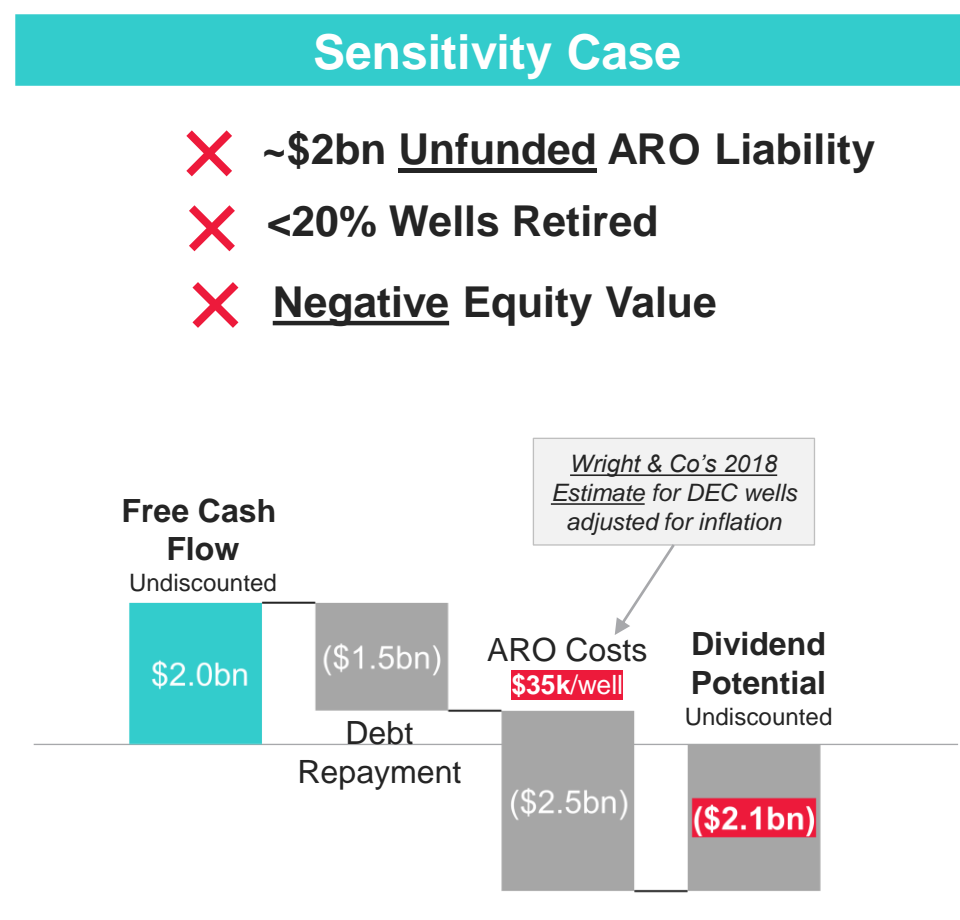 Sensitivity Case
~$2bn Unfunded ARO Liability
<20% Wells Retired
Negative Equity Value
Wright & Co's 2018
Estimate for DEC wells
adjusted for inflation
Free Cash
Flow
Undiscounted
$2.0bn
($1.5bn)
Debt
Repayment
ARO Costs
$35k/well
($2.5bn)
Dividend
Potential
Undiscounted
($2.1bn)